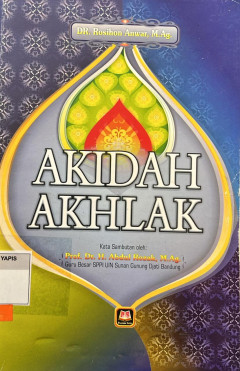 DR. Rosihon Anwar, M.Ag
AKIDAH
AKHLAK
Kata Sambutan oleh:
Prof. Dr. H. Abdul Rozak, M.Ag
( Guru Besar SPPI UIN Sunan Gunung Djati Bandung )
YAPIS